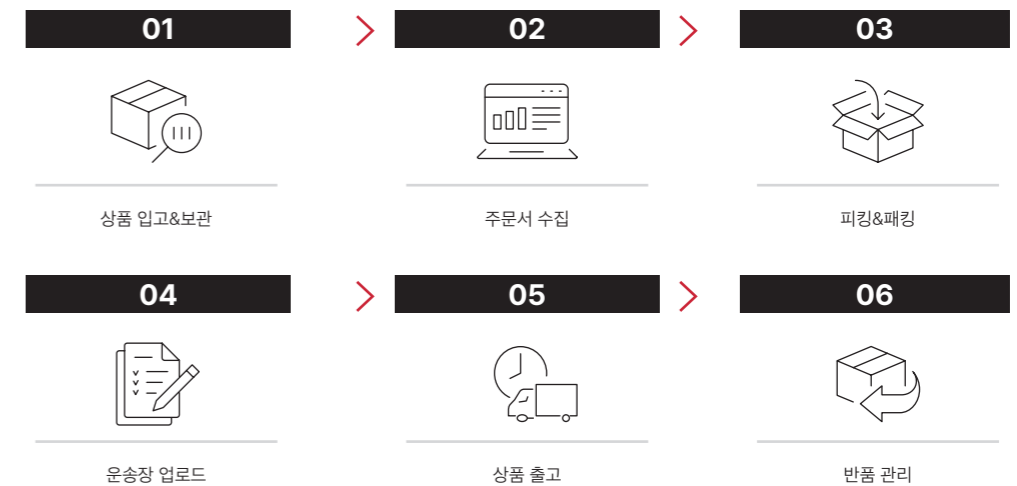 01
02
03
상품 입고&보관
주문서 수집
피킹&패킹
04
05
06
운송장 업로드
상품 출고
반품 관리